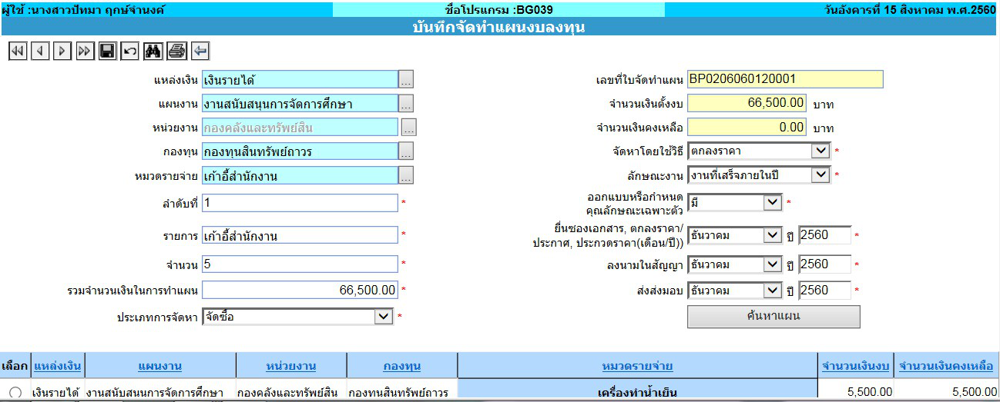 ผู้ใช้ :นางสาวปัทมา ฤกษ์จำนงค์ ชื่อโปรแกรม :BG039 วันอังคารที่ 15 สิงหาคม พ.ศ.2560
บันทึกจัดทำแผนงบลงทุน
แหล่งเงิน เงินรายได้ ... เลขที่ใบจัดทำแผน BP0206060120001
แผนงาน งานสนับสนุนการจัดการศึกษา ... จำนวนเงินตั้งงบ 66,500.00 บาท
หน่วยงาน กองคลังและทรัพย์สิน ... จำนวนเงินคงเหลือ 0.00 บาท
กองทุน กองทุนสินทรัพย์ถาวร ... จัดหาโดยใช้วิธี ตกลงราคา *
หมวดรายจ่าย เก้าอี้สำนักงาน ... ลักษณะงาน งานที่เสร็จภายในปี *
ลำดับที่ 1 * ออกแบบหรือกำหนด
คุณลักษณะเฉพาะตัว มี *
รายการ เก้าอี้สำนักงาน * ยื่นซองเอกสาร, ตกลงราคา/
ประกาศ, ประกวดราคา(เดือน/ปี)) ธันวาคม ปี 2560 *
จำนวน 5 * ลงนามในสัญญา ธันวาคม ปี 2560 *
รวมจำนวนเงินในการทำแผน 66,500.00 * ส่งส่งมอบ ธันวาคม ปี 2560 *
ประเภทการจัดหา จัดซื้อ * ค้นหาแผน
เลือก แหล่งเงิน แผนงาน หน่วยงาน กองทุน หมวดรายจ่าย จำนวนเงินงบ จำนวนเงินคงเหลือ
เงินรายได้ งานสนับสนุนการจัดการศึกษา กองคลังและทรัพย์สิน กองทุนสินทรัพย์ถาวร เครื่องทำน้ำเย็น 5,500.00 5,500.00